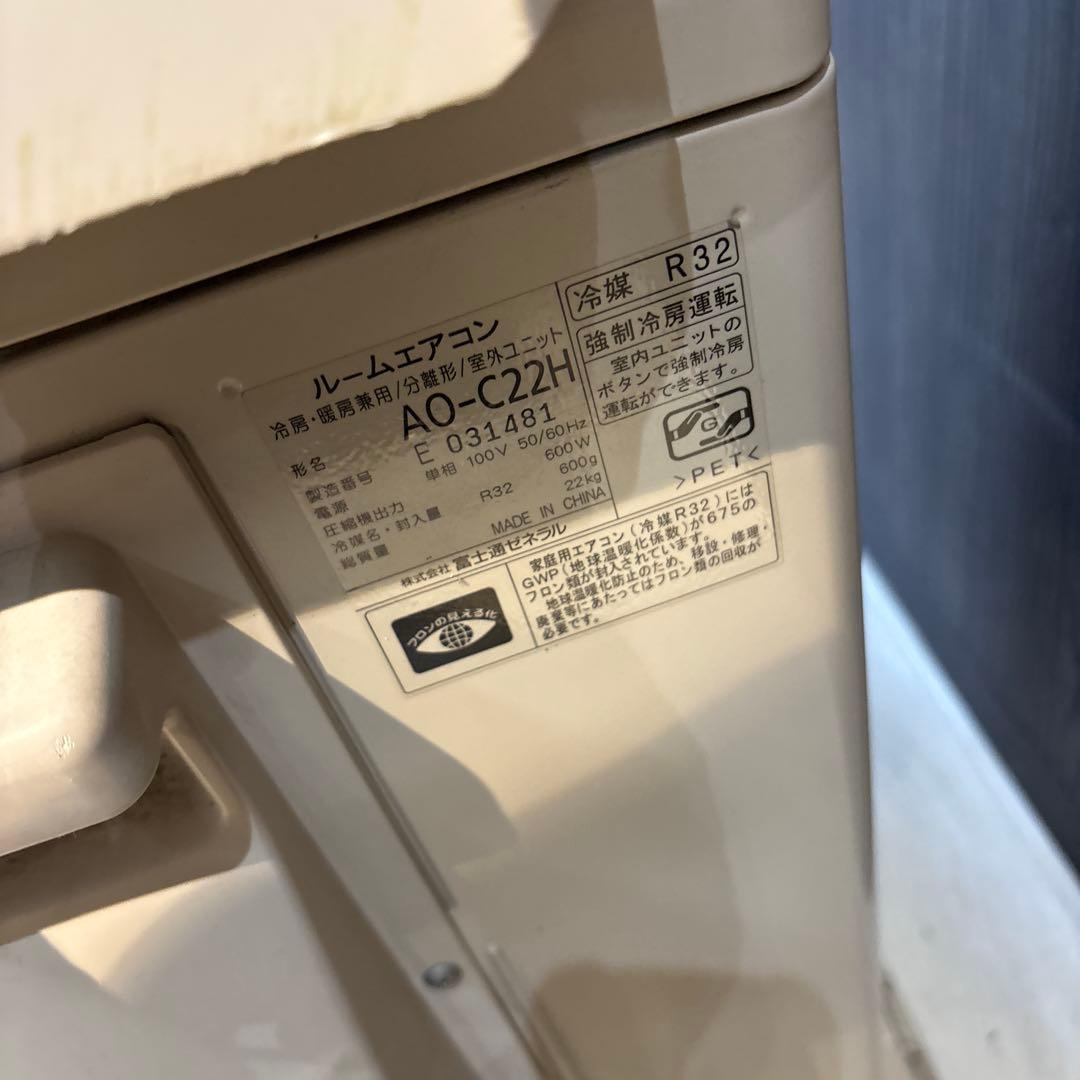 ルームエアコン
冷房・暖房兼用/分離形/室外ユニット
形名 AO-C22H
製造番号 E 031481
電源 単相 100V 50/60Hz
圧縮機出力 600W
冷媒名・封入量 R32 600g
総質量 22kg
MADE IN CHINA
株式会社 富士通ゼネラル
冷媒 R32
強制冷房運転
室内ユニットの
ボタンで強制冷房
運転ができます。
G
>PET<
フロンの見える化
家庭用エアコン(冷媒R32)には
GWP(地球温暖化係数)が675の
フロン類が封入されています。
地球温暖化防止のため、移設・修理・
廃棄等にあたってはフロン類の回収が
必要です。